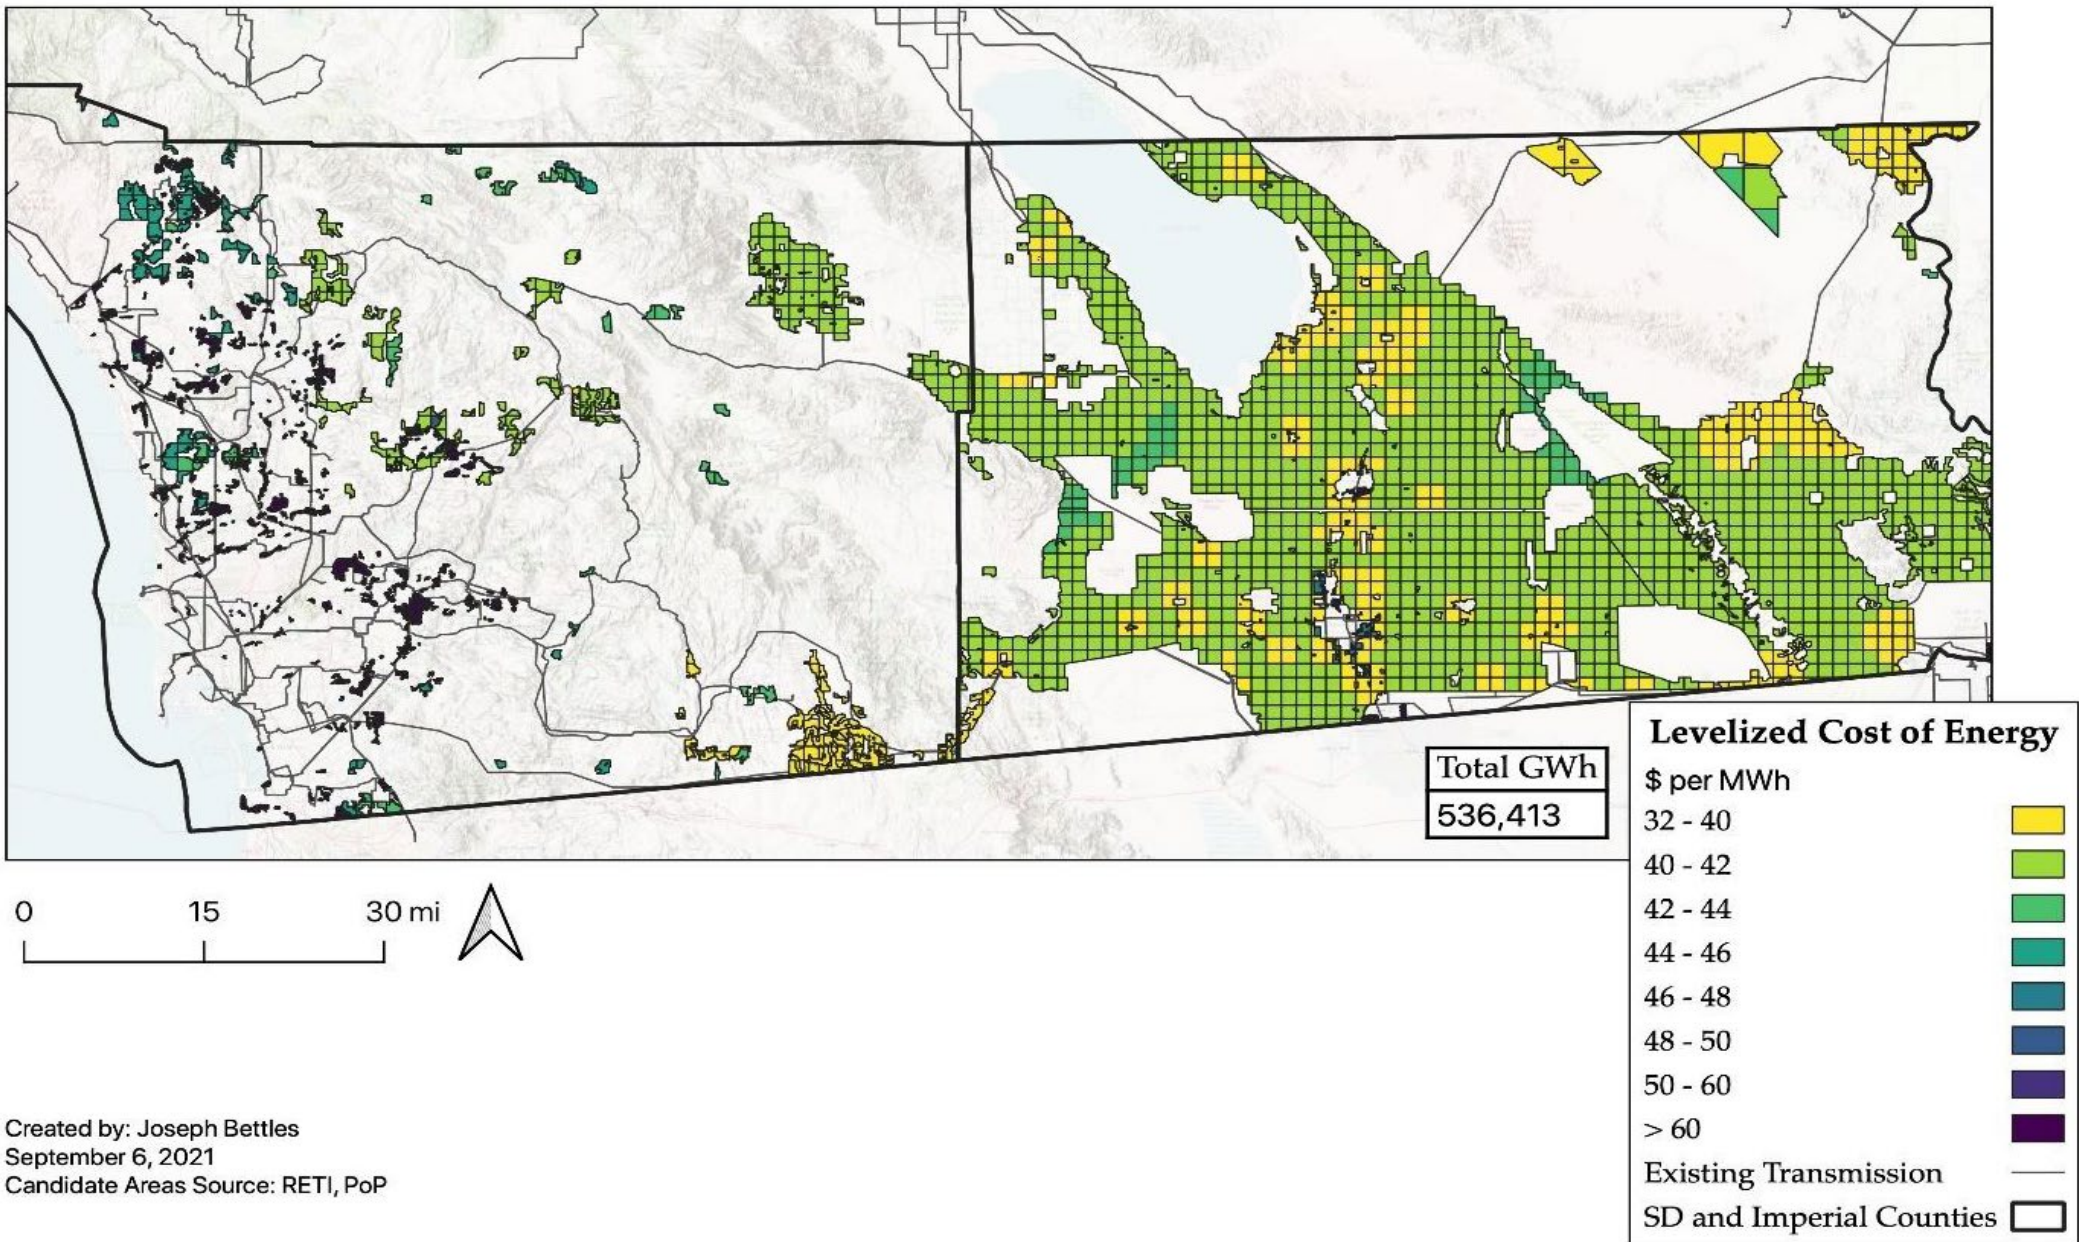 Total GWh
536,413
Levelized Cost of Energy
$ per MWh
32 - 40
40 - 42
42 - 44
44 - 46
46 - 48
48 - 50
50 - 60
> 60
Existing Transmission
SD and Imperial Counties
0 15 30 mi
Created by: Joseph Bettles
September 6, 2021
Candidate Areas Source: RETI, PoP